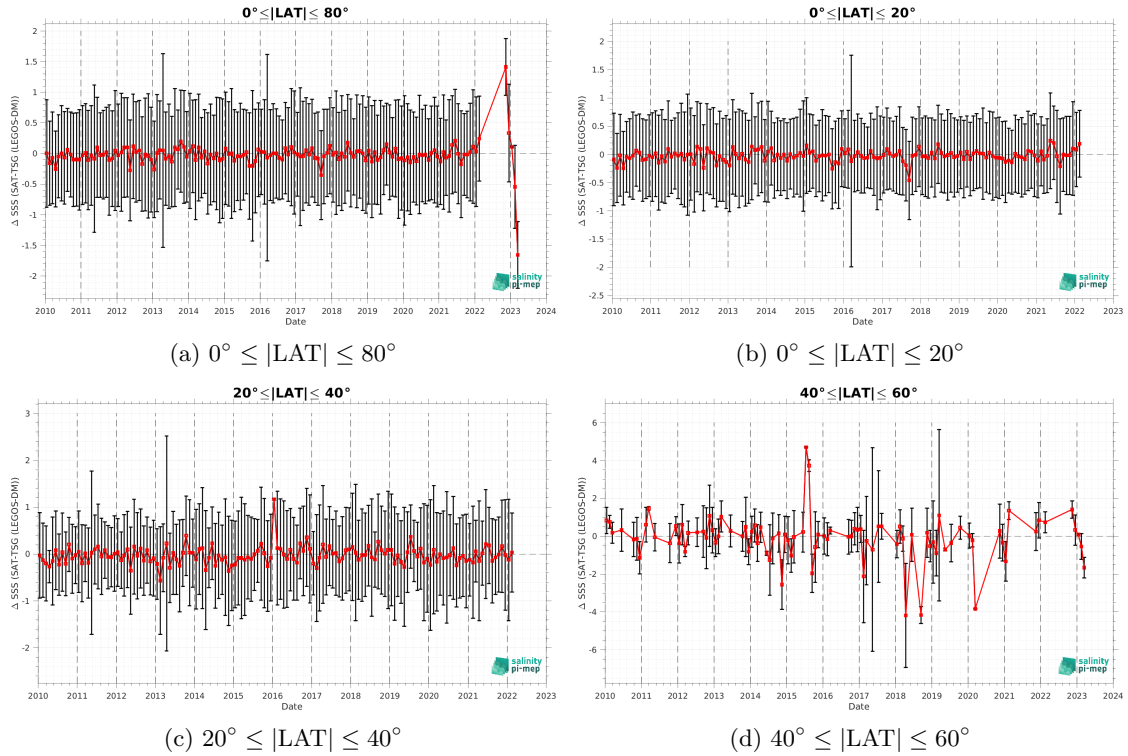 0°≤|LAT|≤ 80°
Δ SSS (SAT-TSG (LEGOS-DM))
2
1.5
1
0.5
0
-0.5
-1
-1.5
-2
2010 2011 2012 2013 2014 2015 2016 2017 2018 2019 2020 2021 2022 2023 2024
Date
salinity
pi-mep
(a) 0° ≤ |LAT| ≤ 80°
0°≤|LAT|≤ 20°
Δ SSS (SAT-TSG (LEGOS-DM))
2
1.5
1
0.5
0
-0.5
-1
-1.5
-2
-2.5
2010 2011 2012 2013 2014 2015 2016 2017 2018 2019 2020 2021 2022 2023
Date
salinity
pi-mep
(b) 0° ≤ |LAT| ≤ 20°
20°≤|LAT|≤ 40°
Δ SSS (SAT-TSG (LEGOS-DM))
3
2
1
0
-1
-2
2010 2011 2012 2013 2014 2015 2016 2017 2018 2019 2020 2021 2022 2023
Date
salinity
pi-mep
(c) 20° ≤ |LAT| ≤ 40°
40°≤|LAT|≤ 60°
Δ SSS (SAT-TSG (LEGOS-DM))
6
4
2
0
-2
-4
-6
2010 2011 2012 2013 2014 2015 2016 2017 2018 2019 2020 2021 2022 2023 2024
Date
salinity
pi-mep
(d) 40° ≤ |LAT| ≤ 60°